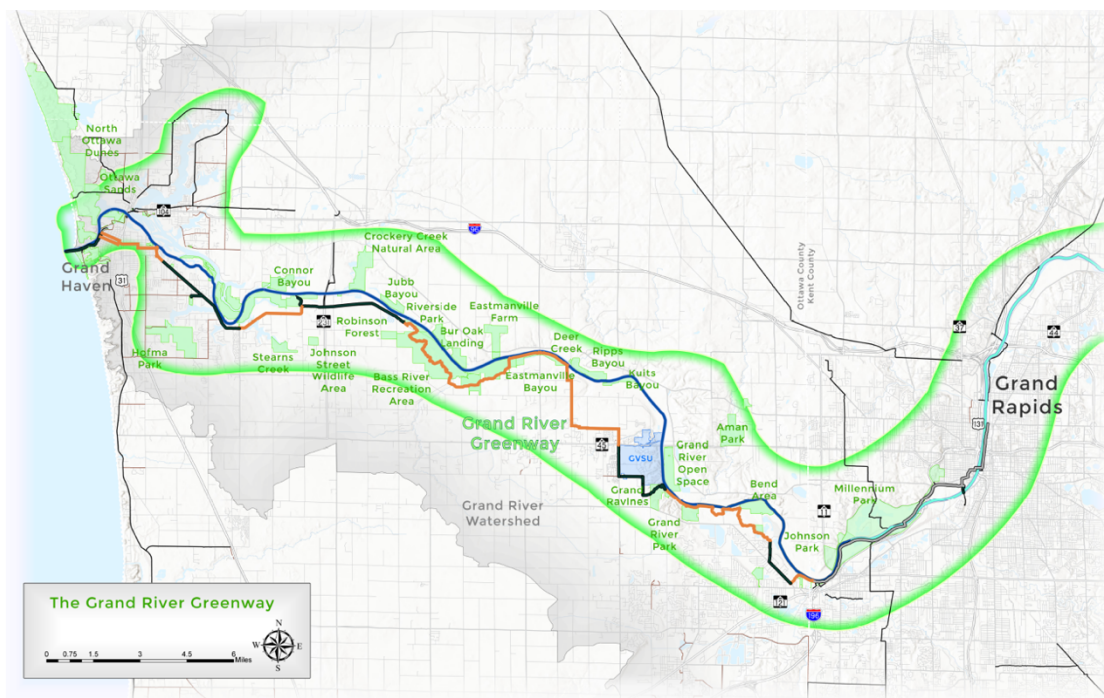 North
Ottawa
Dunes
Ottawa
Sands
104
96
Crockery Creek
Natural Area
Grand
Haven
31
Connor
Bayou
Jubb
Bayou
Riverside
Park
Eastmanville
Farm
Ottawa County
Kent County
37
44
Robinson
Forest
Bur Oak
Landing
Deer
Creek
Ripps
Bayou
Kuits
Bayou
Hofma
Park
Stearns
Creek
Johnson
Street
Wildlife
Area
Bass River
Recreation
Area
Eastmanville
Bayou
Grand
Rapids
131
Grand River
Greenway
Aman
Park
45
GVSU
Grand
River
Open
Space
Grand River
Watershed
Grand
Ravines
Bend
Area
Millennium
Park
11
Grand
River
Park
Johnson
Park
121
196
The Grand River Greenway
N
W
E
S
0 0.75 1.5 3 4.5 6
Miles